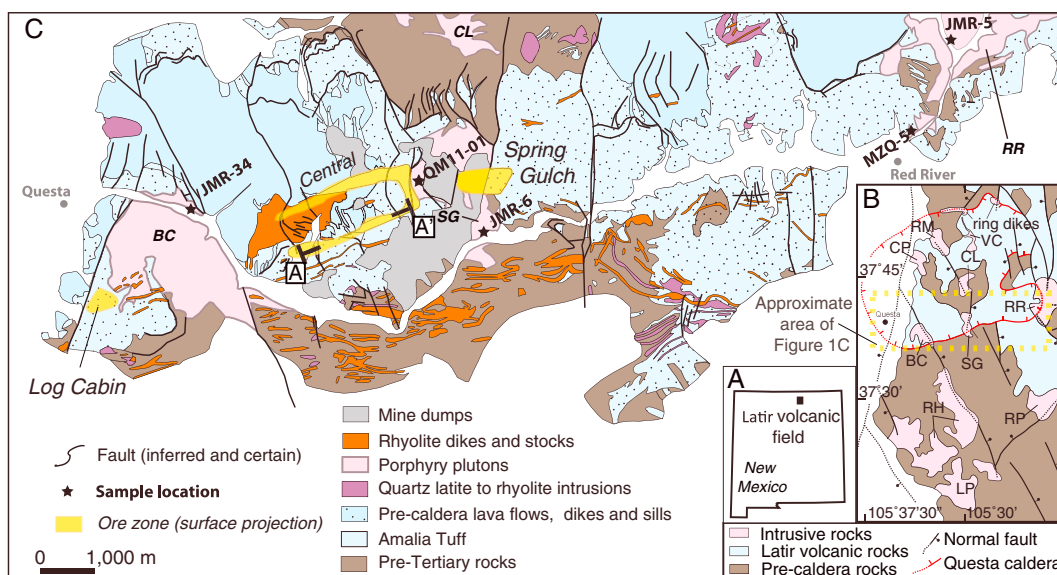 C
CL
JMR-5
QM11-01
MZQ-5
RR
Red River
Central
Spring
Gulch
JMR-34
Questa
SG
JMR-6
BC
A'
A
Log Cabin
Fault (inferred and certain)
Sample location
Ore zone (surface projection)
0 1,000 m
Mine dumps
Rhyolite dikes and stocks
Porphyry plutons
Quartz latite to rhyolite intrusions
Pre-caldera lava flows, dikes and sills
Amalia Tuff
Pre-Tertiary rocks
A
Latir volcanic
field
New
Mexico
B
RM
ring dikes
VC
CP
CL
37°45'
Questa
RR
Approximate
area of
Figure 1C
BC
SG
37°30'
RH
RP
LP
105°37'30"
105°30'
Intrusive rocks
Latir volcanic rocks
Pre-caldera rocks
Normal fault
Questa caldera